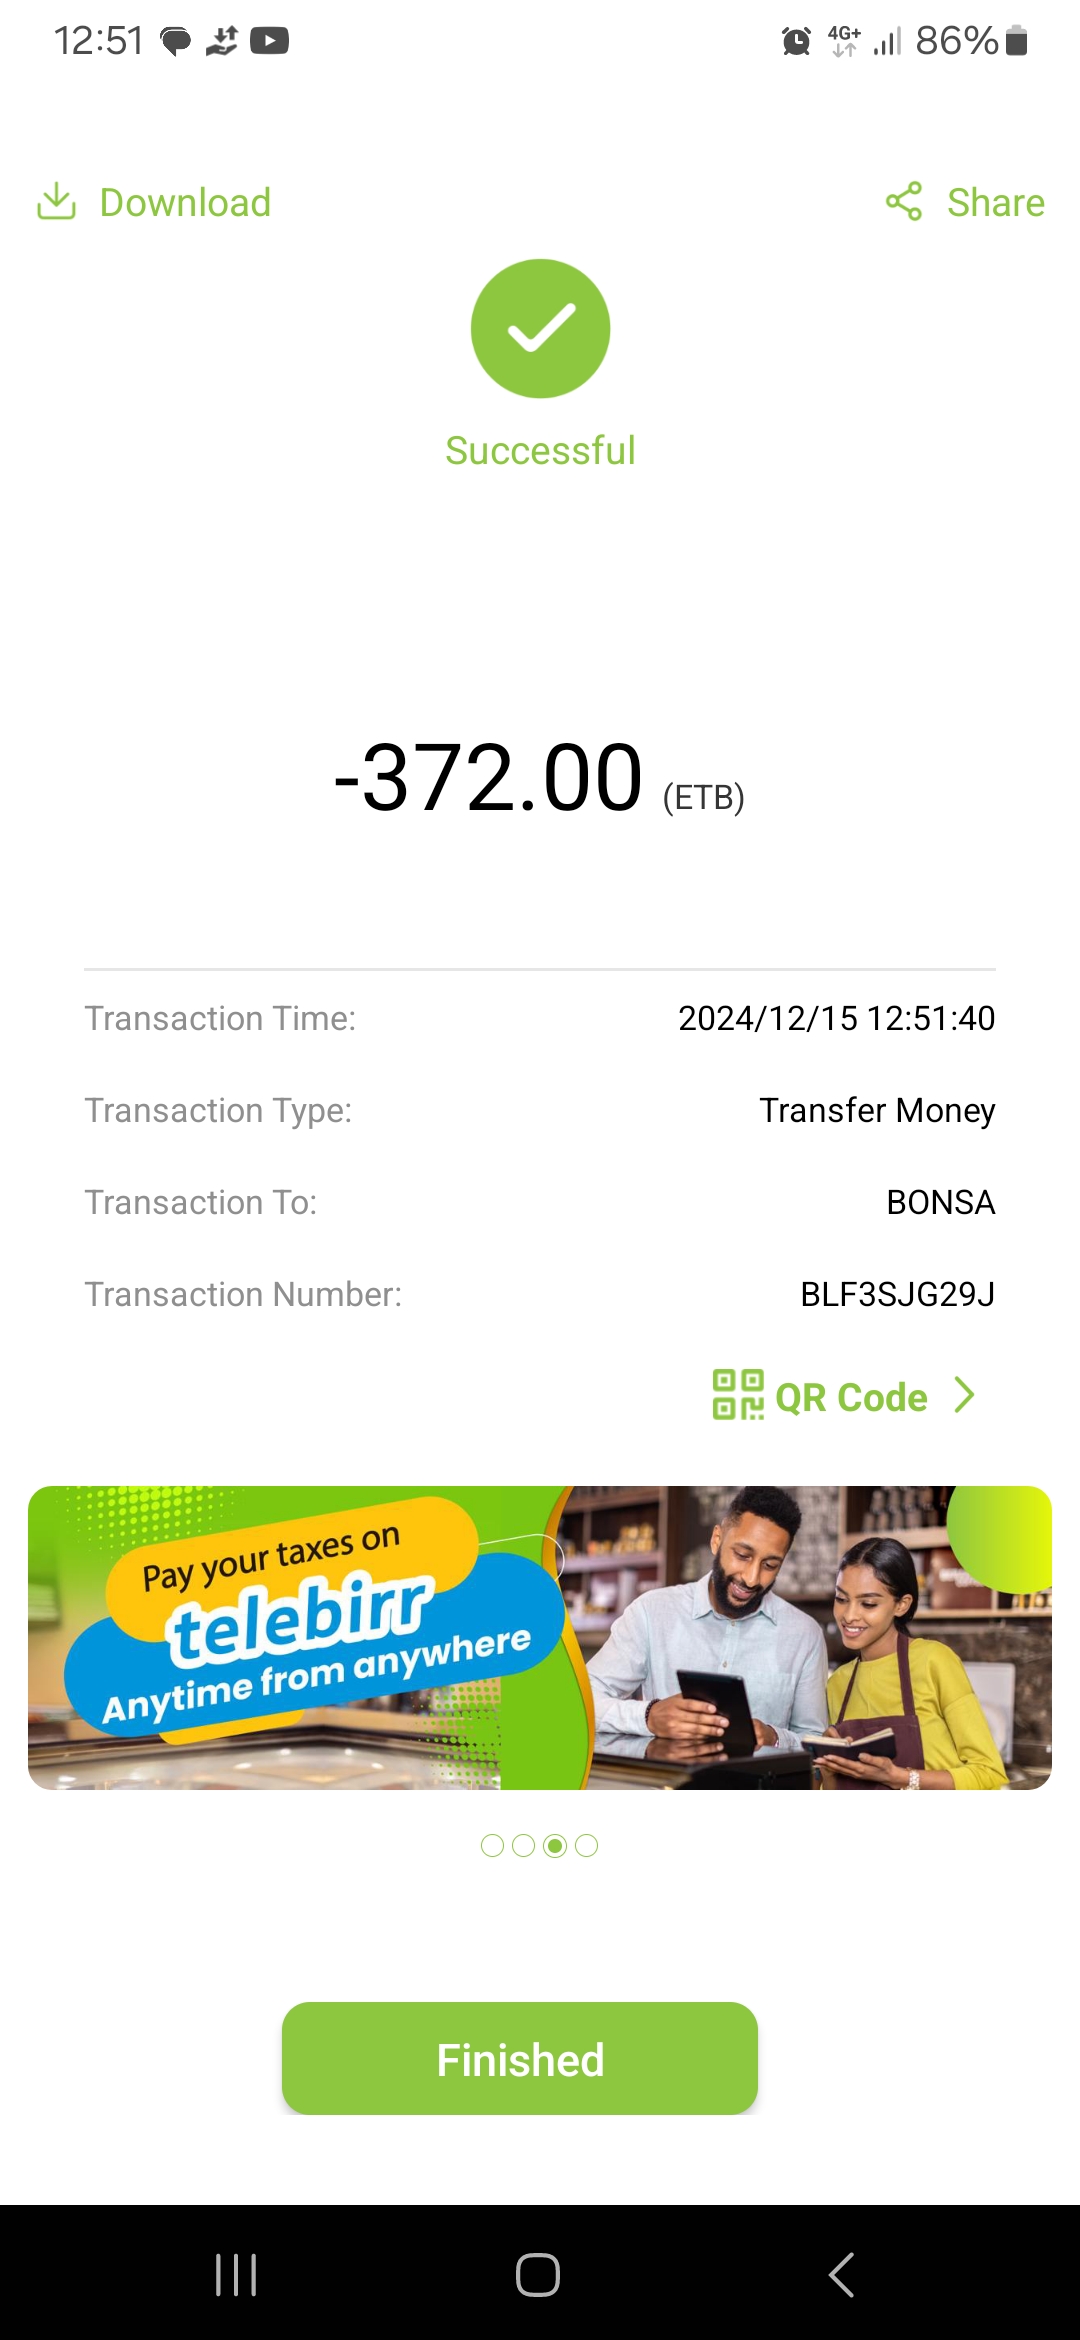 12:51 4G+ 86%
Download Share
Successful
-372.00 (ETB)
Transaction Time: 2024/12/15 12:51:40
Transaction Type: Transfer Money
Transaction To: BONSA
Transaction Number: BLF3SJG29J
QR Code
Pay your taxes on
telebirr
Anytime from anywhere
Finished